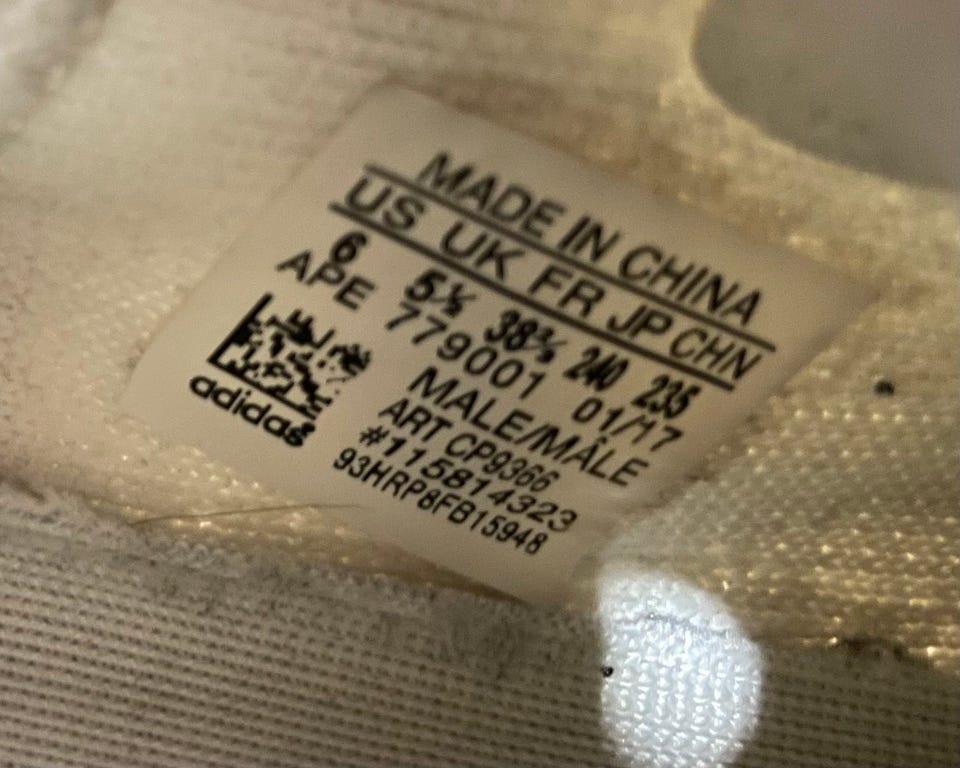 MADE IN CHINA
US UK FR JP CHN
6 5½ 38⅔ 240 235
APE 779001 01/17
MALE/MÂLE
ART CP9366
#115814323
93HRP8FB15948
adidas